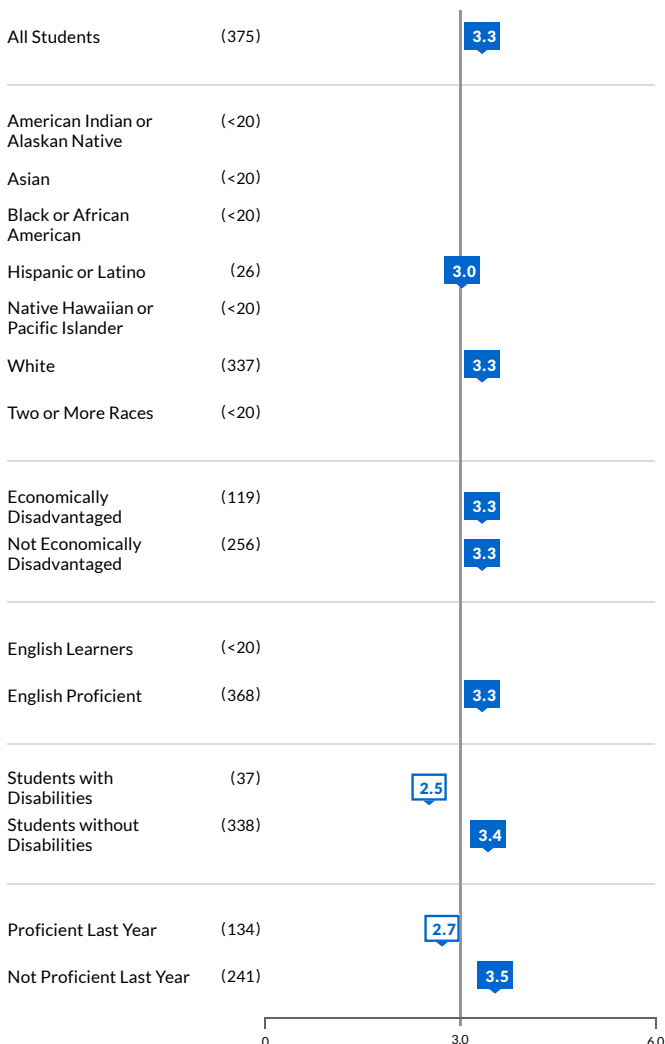 All Students (375) 3.3
American Indian or (<20)
Alaskan Native
Asian (<20)
Black or African (<20)
American
Hispanic or Latino (26) 3.0
Native Hawaiian or (<20)
Pacific Islander
White (337) 3.3
Two or More Races (<20)
Economically (119) 3.3
Disadvantaged
Not Economically (256) 3.3
Disadvantaged
English Learners (<20)
English Proficient (368) 3.3
Students with (37) 2.5
Disabilities
Students without (338) 3.4
Disabilities
Proficient Last Year (134) 2.7
Not Proficient Last Year (241) 3.5
0 3.0 6.0